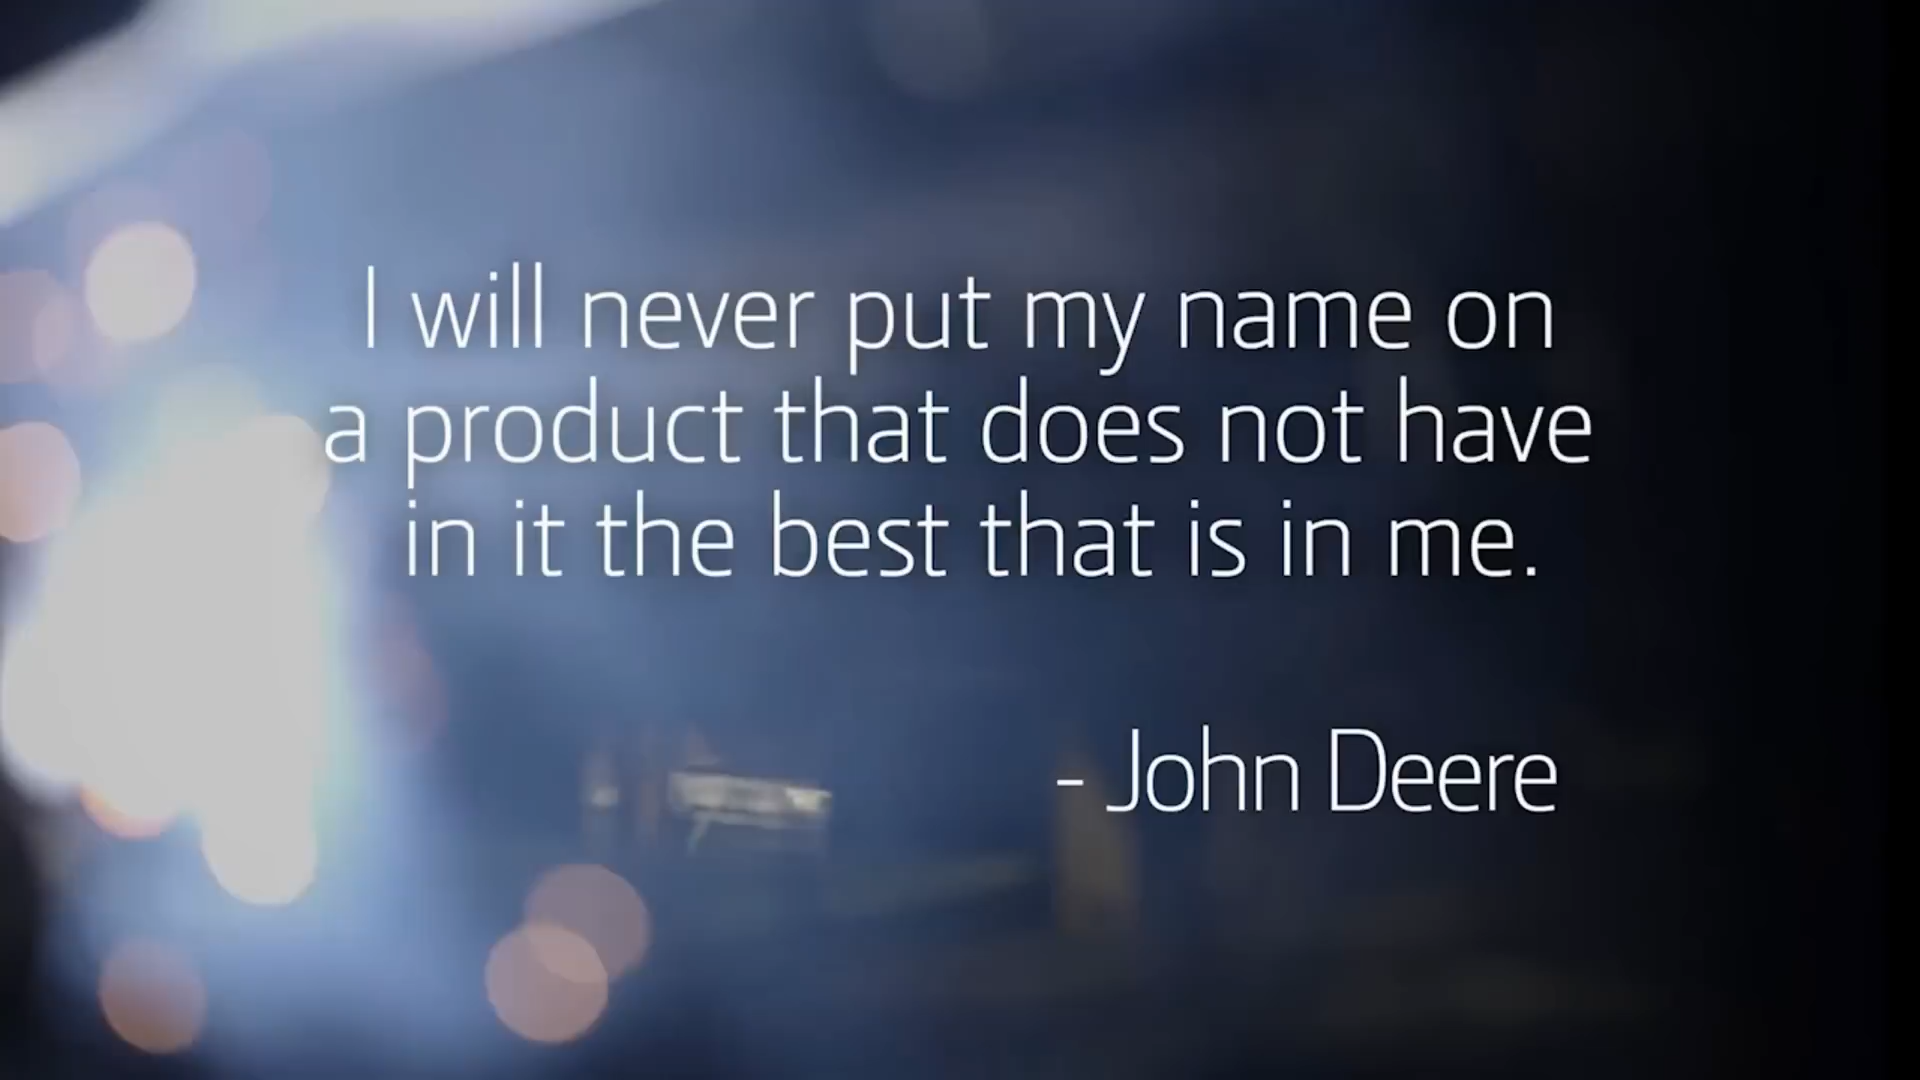 I will never put my name on
a product that does not have
in it the best that is in me.
- John Deere